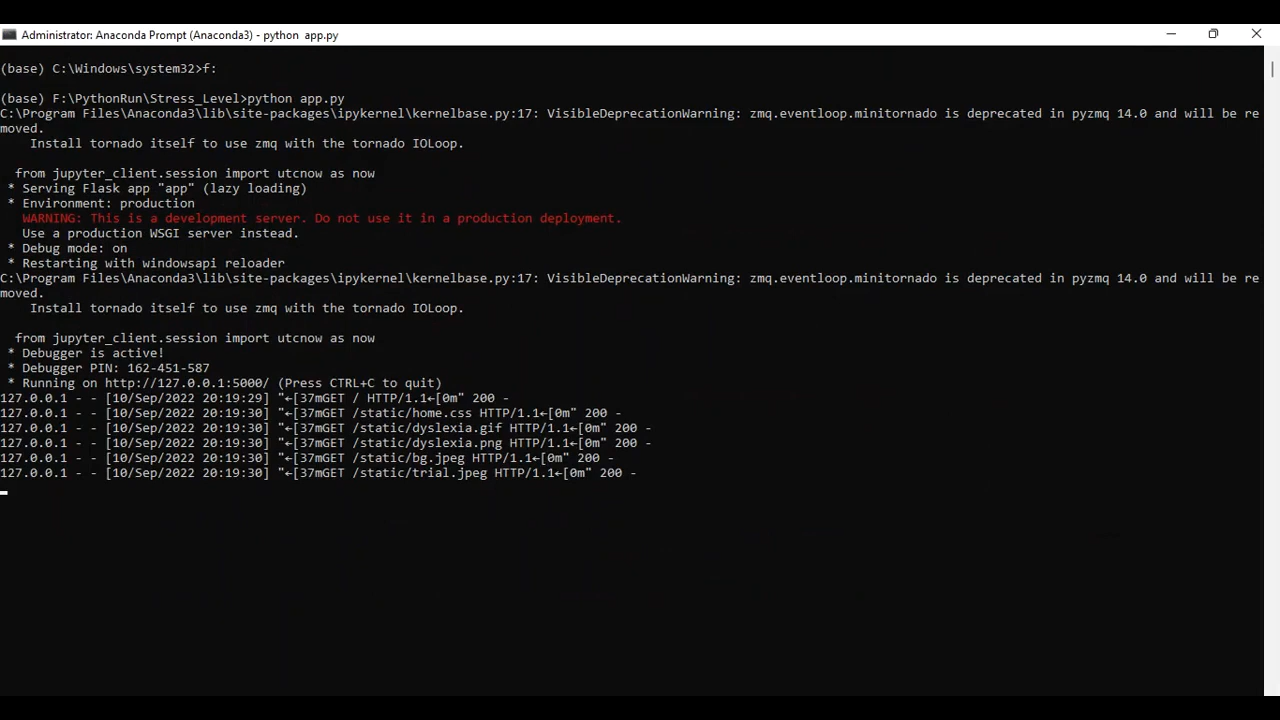 Administrator: Anaconda Prompt (Anaconda3) - python  app.py
(base) C:\Windows\system32>f:
(base) F:\PythonRun\Stress_Level>python app.py
C:\Program Files\Anaconda3\lib\site-packages\ipykernel\kernelbase.py:17: VisibleDeprecationWarning: zmq.eventloop.minitornado is deprecated in pyzmq 14.0 and will be re
moved.
    Install tornado itself to use zmq with the tornado IOLoop.
  from jupyter_client.session import utcnow as now
 * Serving Flask app "app" (lazy loading)
 * Environment: production
   WARNING: This is a development server. Do not use it in a production deployment.
   Use a production WSGI server instead.
 * Debug mode: on
 * Restarting with windowsapi reloader
C:\Program Files\Anaconda3\lib\site-packages\ipykernel\kernelbase.py:17: VisibleDeprecationWarning: zmq.eventloop.minitornado is deprecated in pyzmq 14.0 and will be re
moved.
    Install tornado itself to use zmq with the tornado IOLoop.
  from jupyter_client.session import utcnow as now
 * Debugger is active!
 * Debugger PIN: 162-451-587
 * Running on http://127.0.0.1:5000/ (Press CTRL+C to quit)
127.0.0.1 - - [10/Sep/2022 20:19:29] "←[37mGET / HTTP/1.1←[0m" 200 -
127.0.0.1 - - [10/Sep/2022 20:19:30] "←[37mGET /static/home.css HTTP/1.1←[0m" 200 -
127.0.0.1 - - [10/Sep/2022 20:19:30] "←[37mGET /static/dyslexia.gif HTTP/1.1←[0m" 200 -
127.0.0.1 - - [10/Sep/2022 20:19:30] "←[37mGET /static/dyslexia.png HTTP/1.1←[0m" 200 -
127.0.0.1 - - [10/Sep/2022 20:19:30] "←[37mGET /static/bg.jpeg HTTP/1.1←[0m" 200 -
127.0.0.1 - - [10/Sep/2022 20:19:30] "←[37mGET /static/trial.jpeg HTTP/1.1←[0m" 200 -